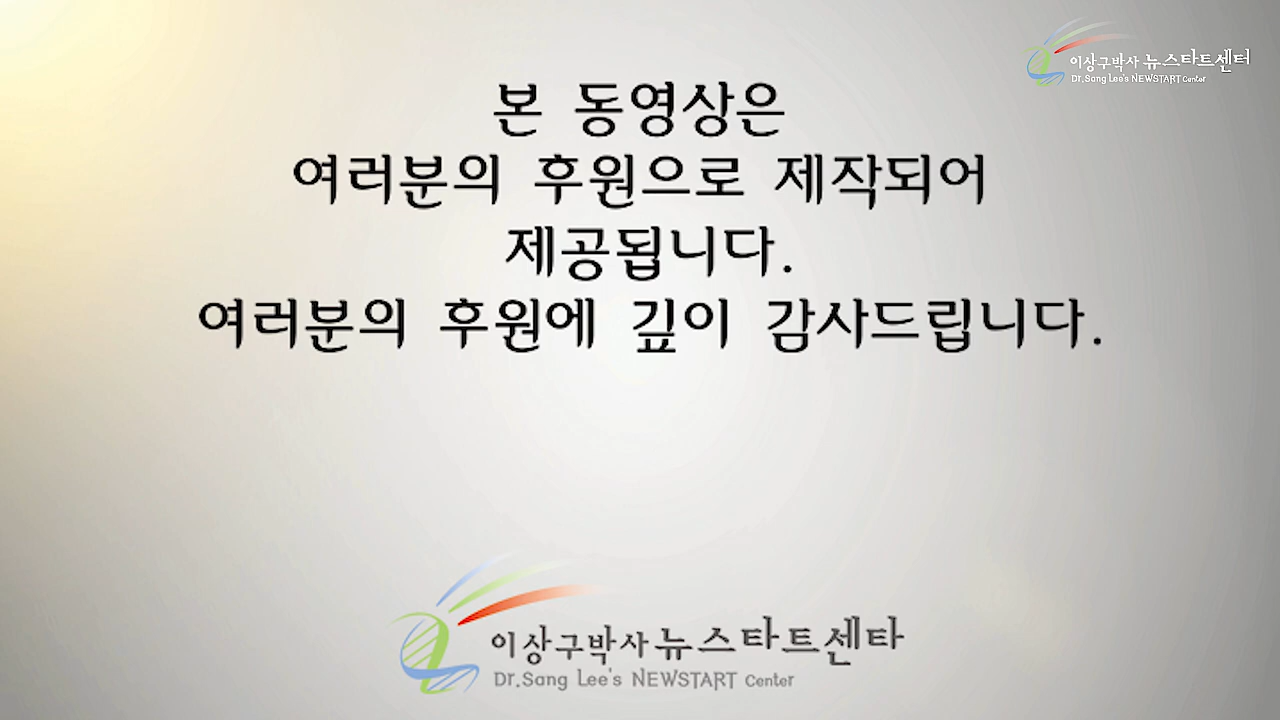 이상구박사 뉴스타트센터
Dr.Sang Lee's NEWSTART Center
본 동영상은
여러분의 후원으로 제작되어
제공됩니다.
여러분의 후원에 깊이 감사드립니다.
이상구박사 뉴스타트센타
Dr.Sang Lee's NEWSTART Center